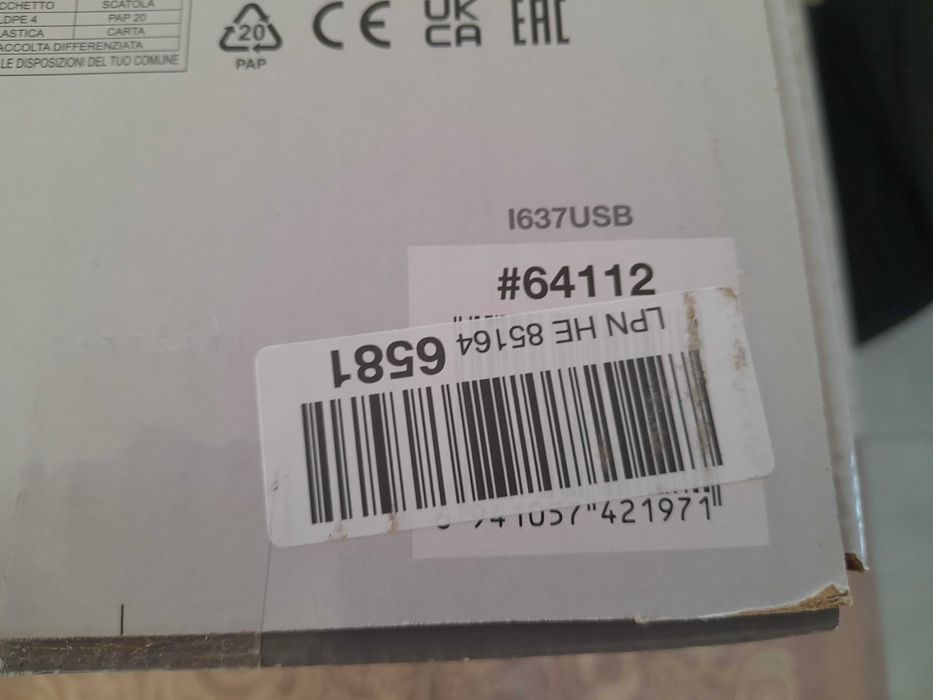 CCHETTO SCATOLA
LDPE 4 PAP 20
ASTICA CARTA
ACCOLTA DIFFERENZIATA
LE DISPOSIZIONI DEL TUO COMUNE
20
PAP
CE
UK
CA
EAC
I637USB
#64112
LPN HE 85164 6581
6 941057 421971